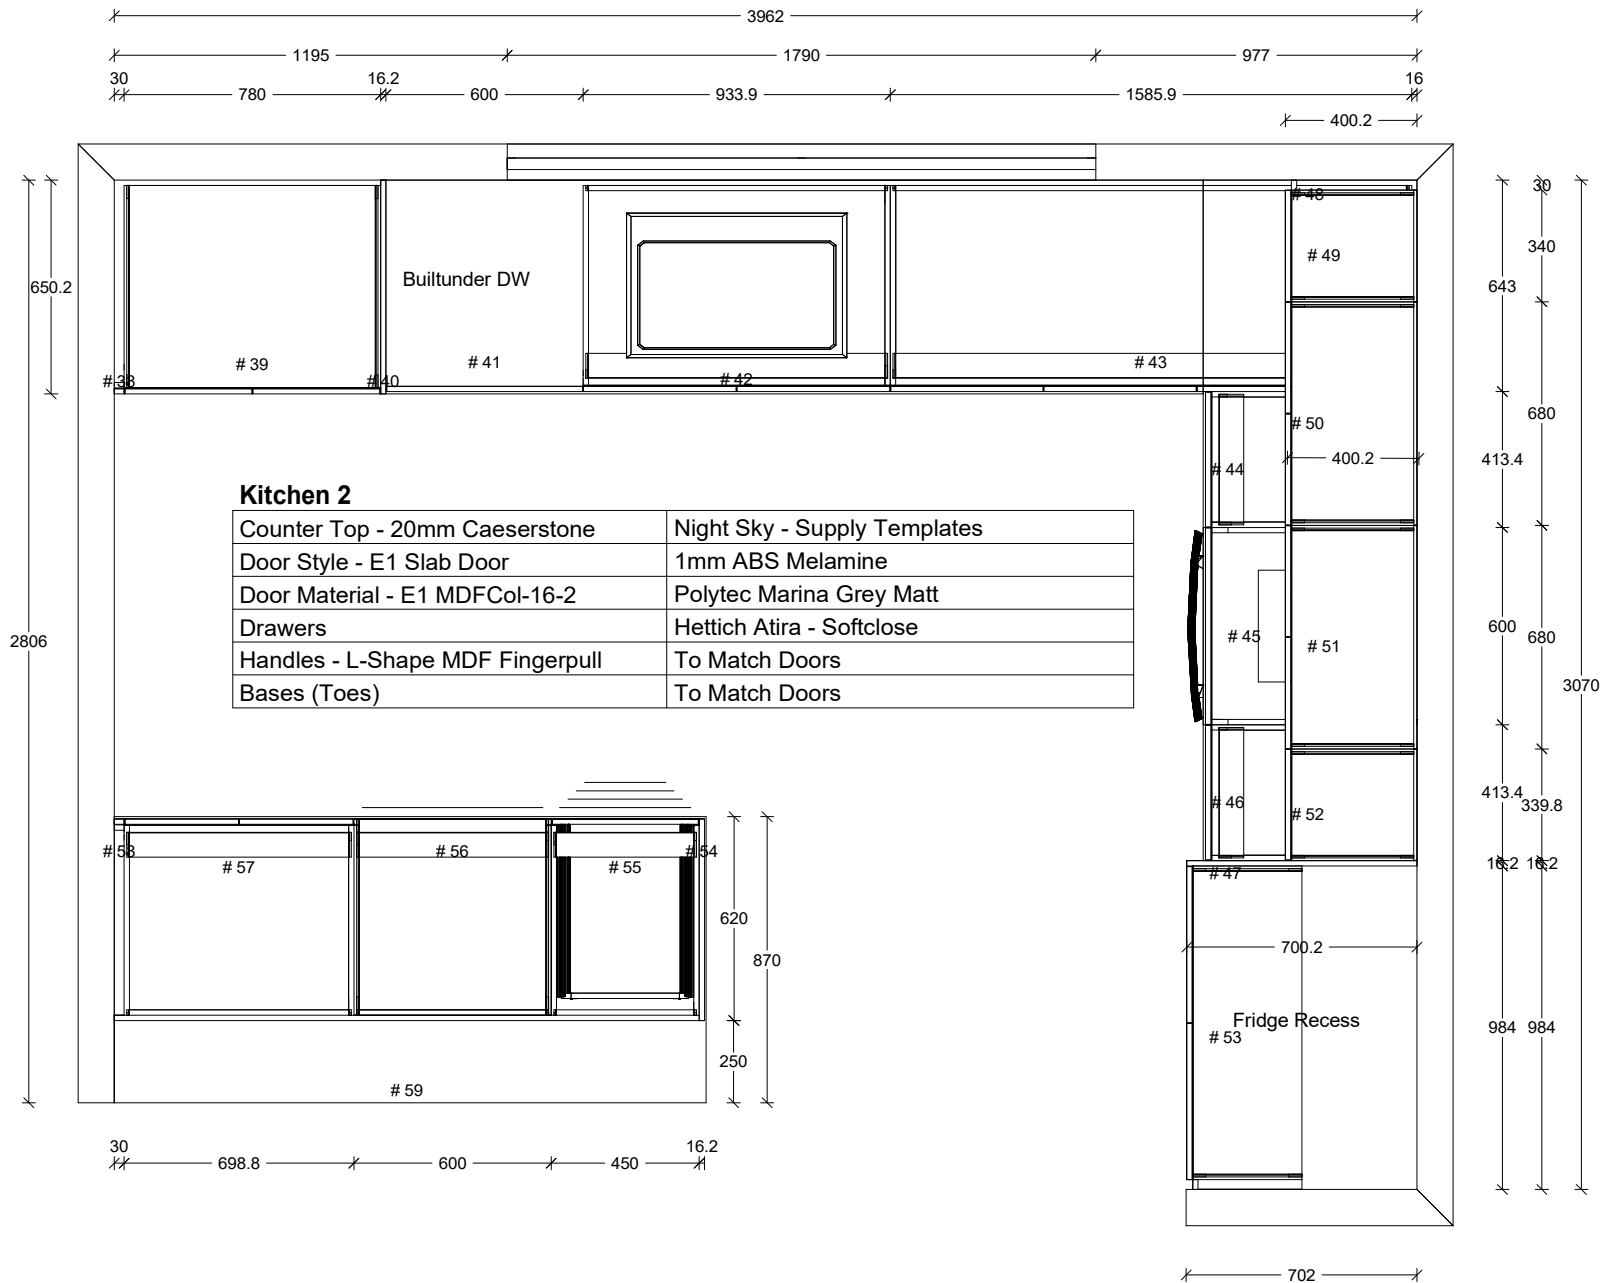 3962
1195 1790 977
30 16.2 16
780 600 933.9 1585.9
400.2
30
# 48
340
# 49
650.2
Builtunder DW
643
# 39 # 41 # 43
# 38 # 40 # 42
680
# 50
400.2
413.4
# 44
Kitchen 2
Counter Top - 20mm Caeserstone Night Sky - Supply Templates
Door Style - E1 Slab Door 1mm ABS Melamine
Door Material - E1 MDFCol-16-2 Polytec Marina Grey Matt
Drawers Hettich Atira - Softclose
Handles - L-Shape MDF Fingerpull To Match Doors
Bases (Toes) To Match Doors
2806
# 45
# 51
600
680
3070
# 46
# 52
413.4
339.8
# 58 # 57 # 56 # 55 # 54
16.2 16.2
# 47
620
870
700.2
Fridge Recess
# 53
984 984
250
# 59
30 16.2
698.8 600 450
702